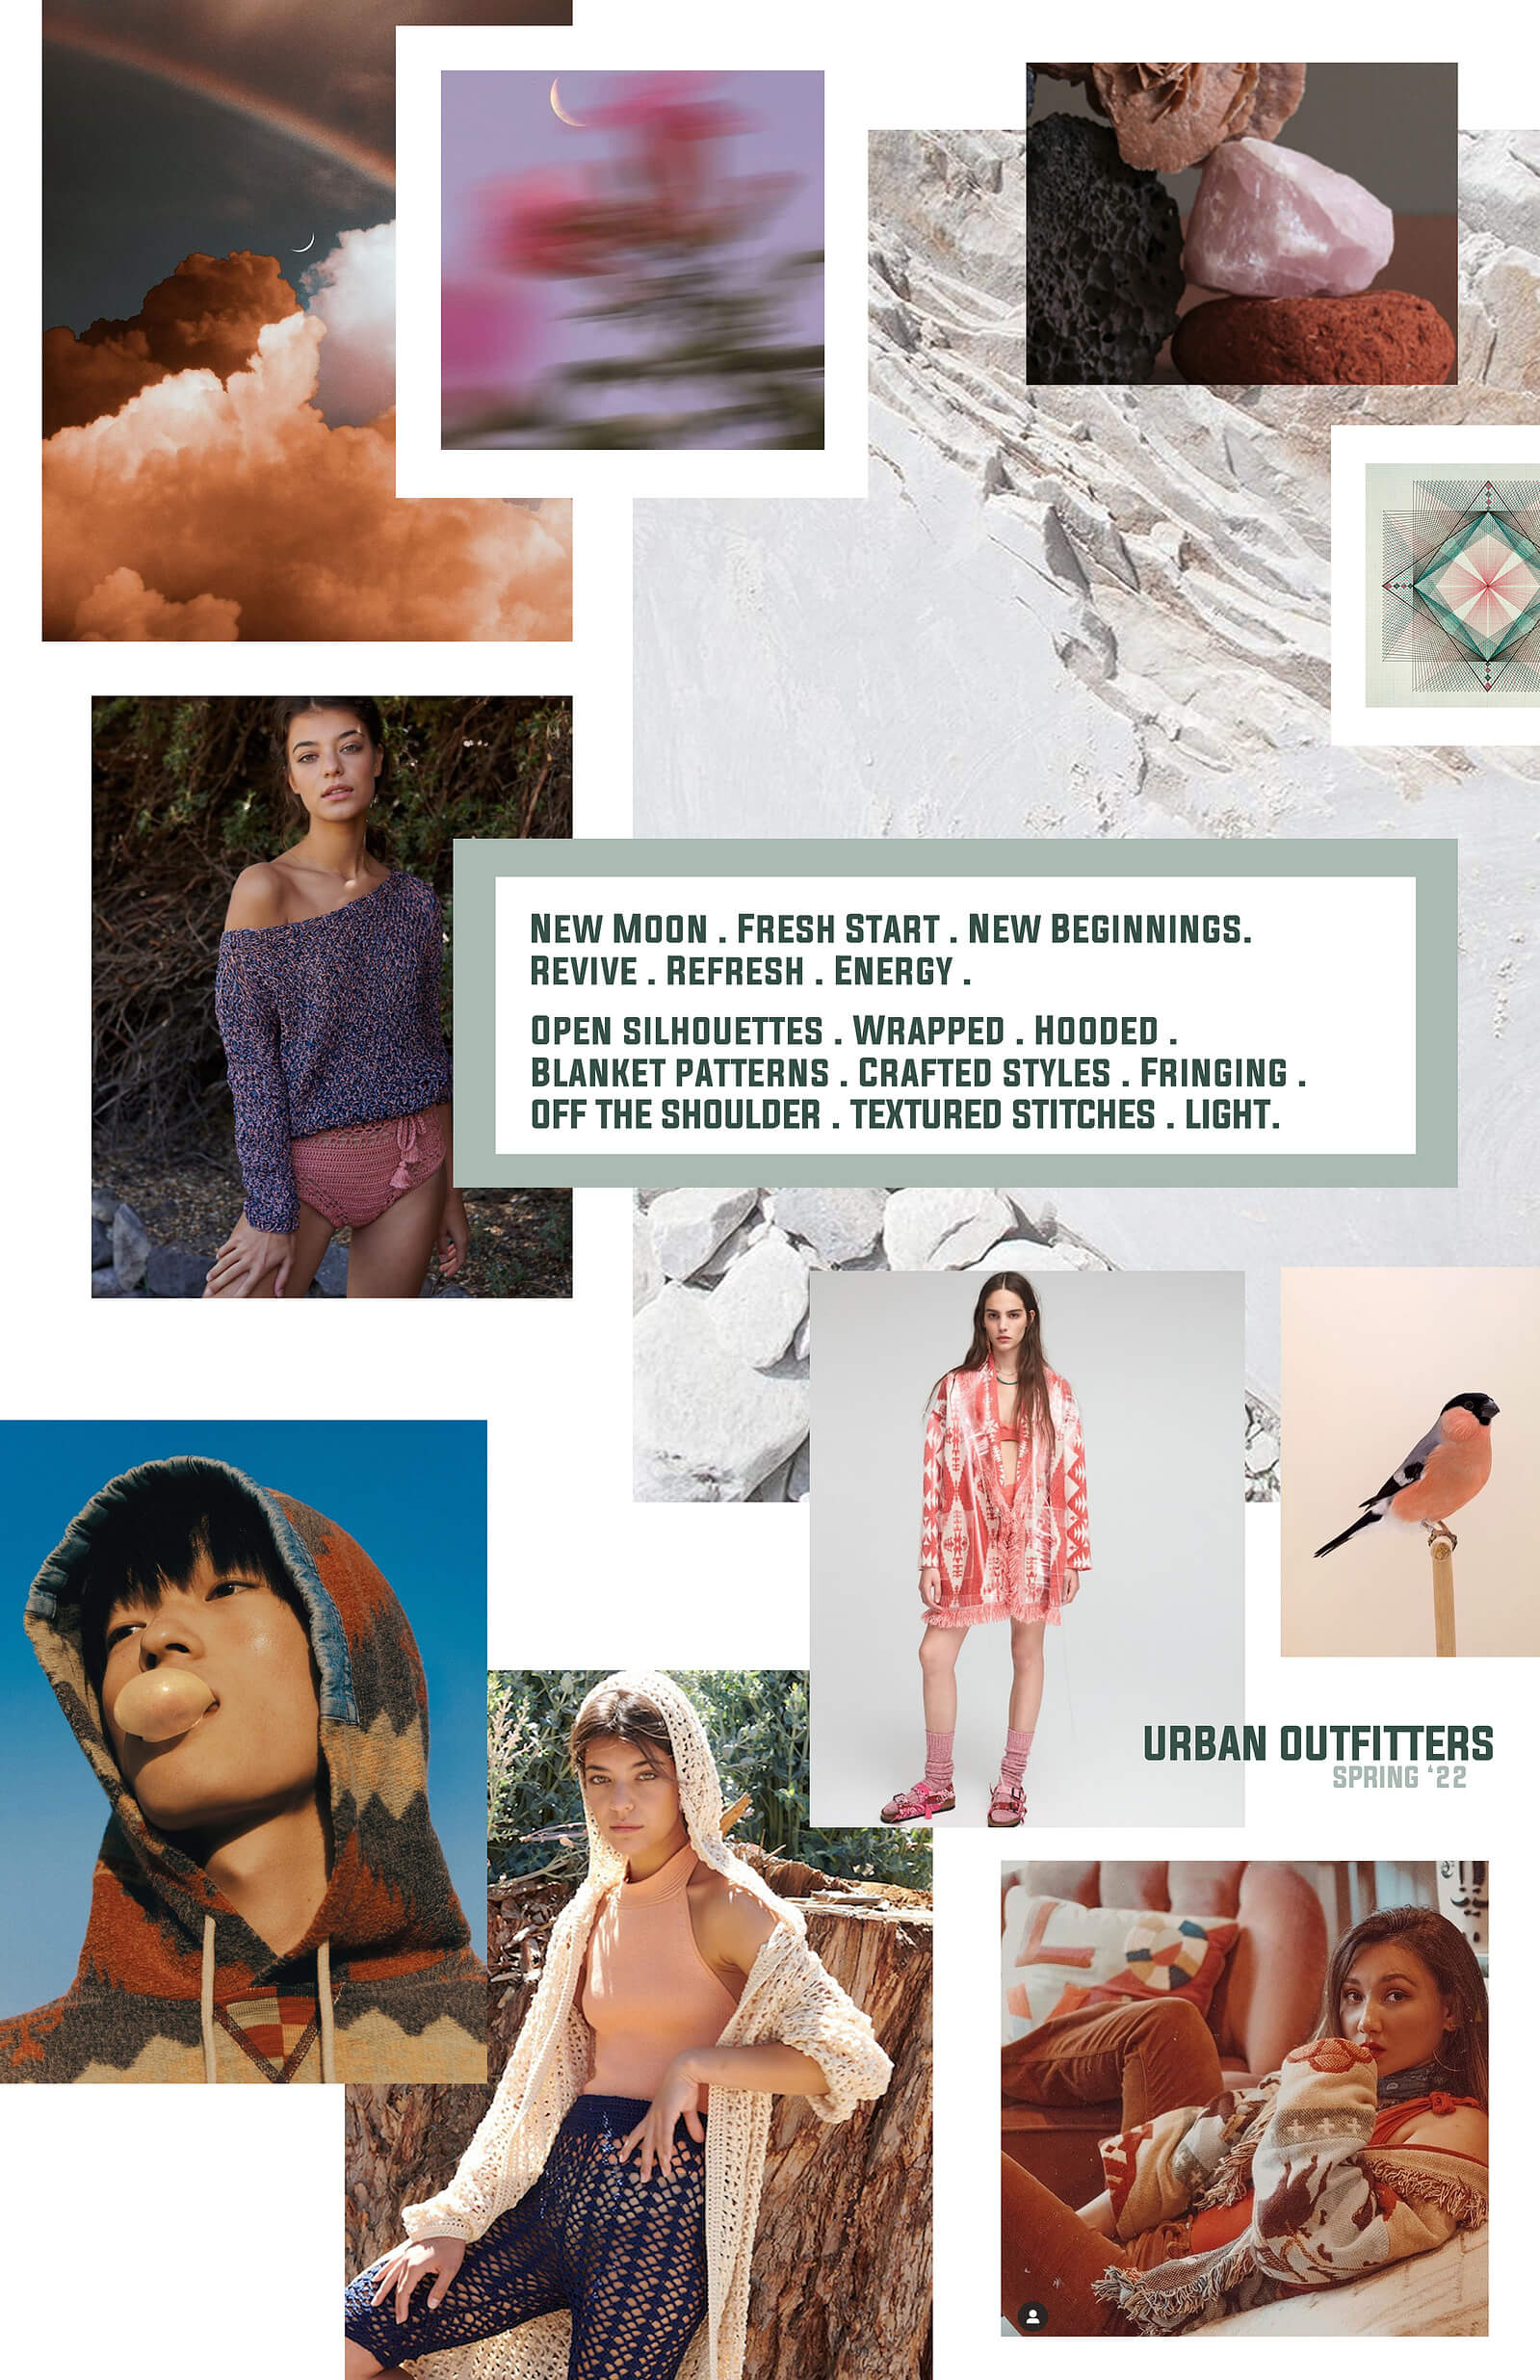 New Moon . Fresh Start . New Beginnings.
Revive . Refresh . Energy .
Open silhouettes . Wrapped . Hooded .
Blanket patterns . Crafted styles . Fringing .
OFF THE SHOULDER . TEXTURED STITCHES . LIGHT.
URBAN OUTFITTERS
SPRING ‘22